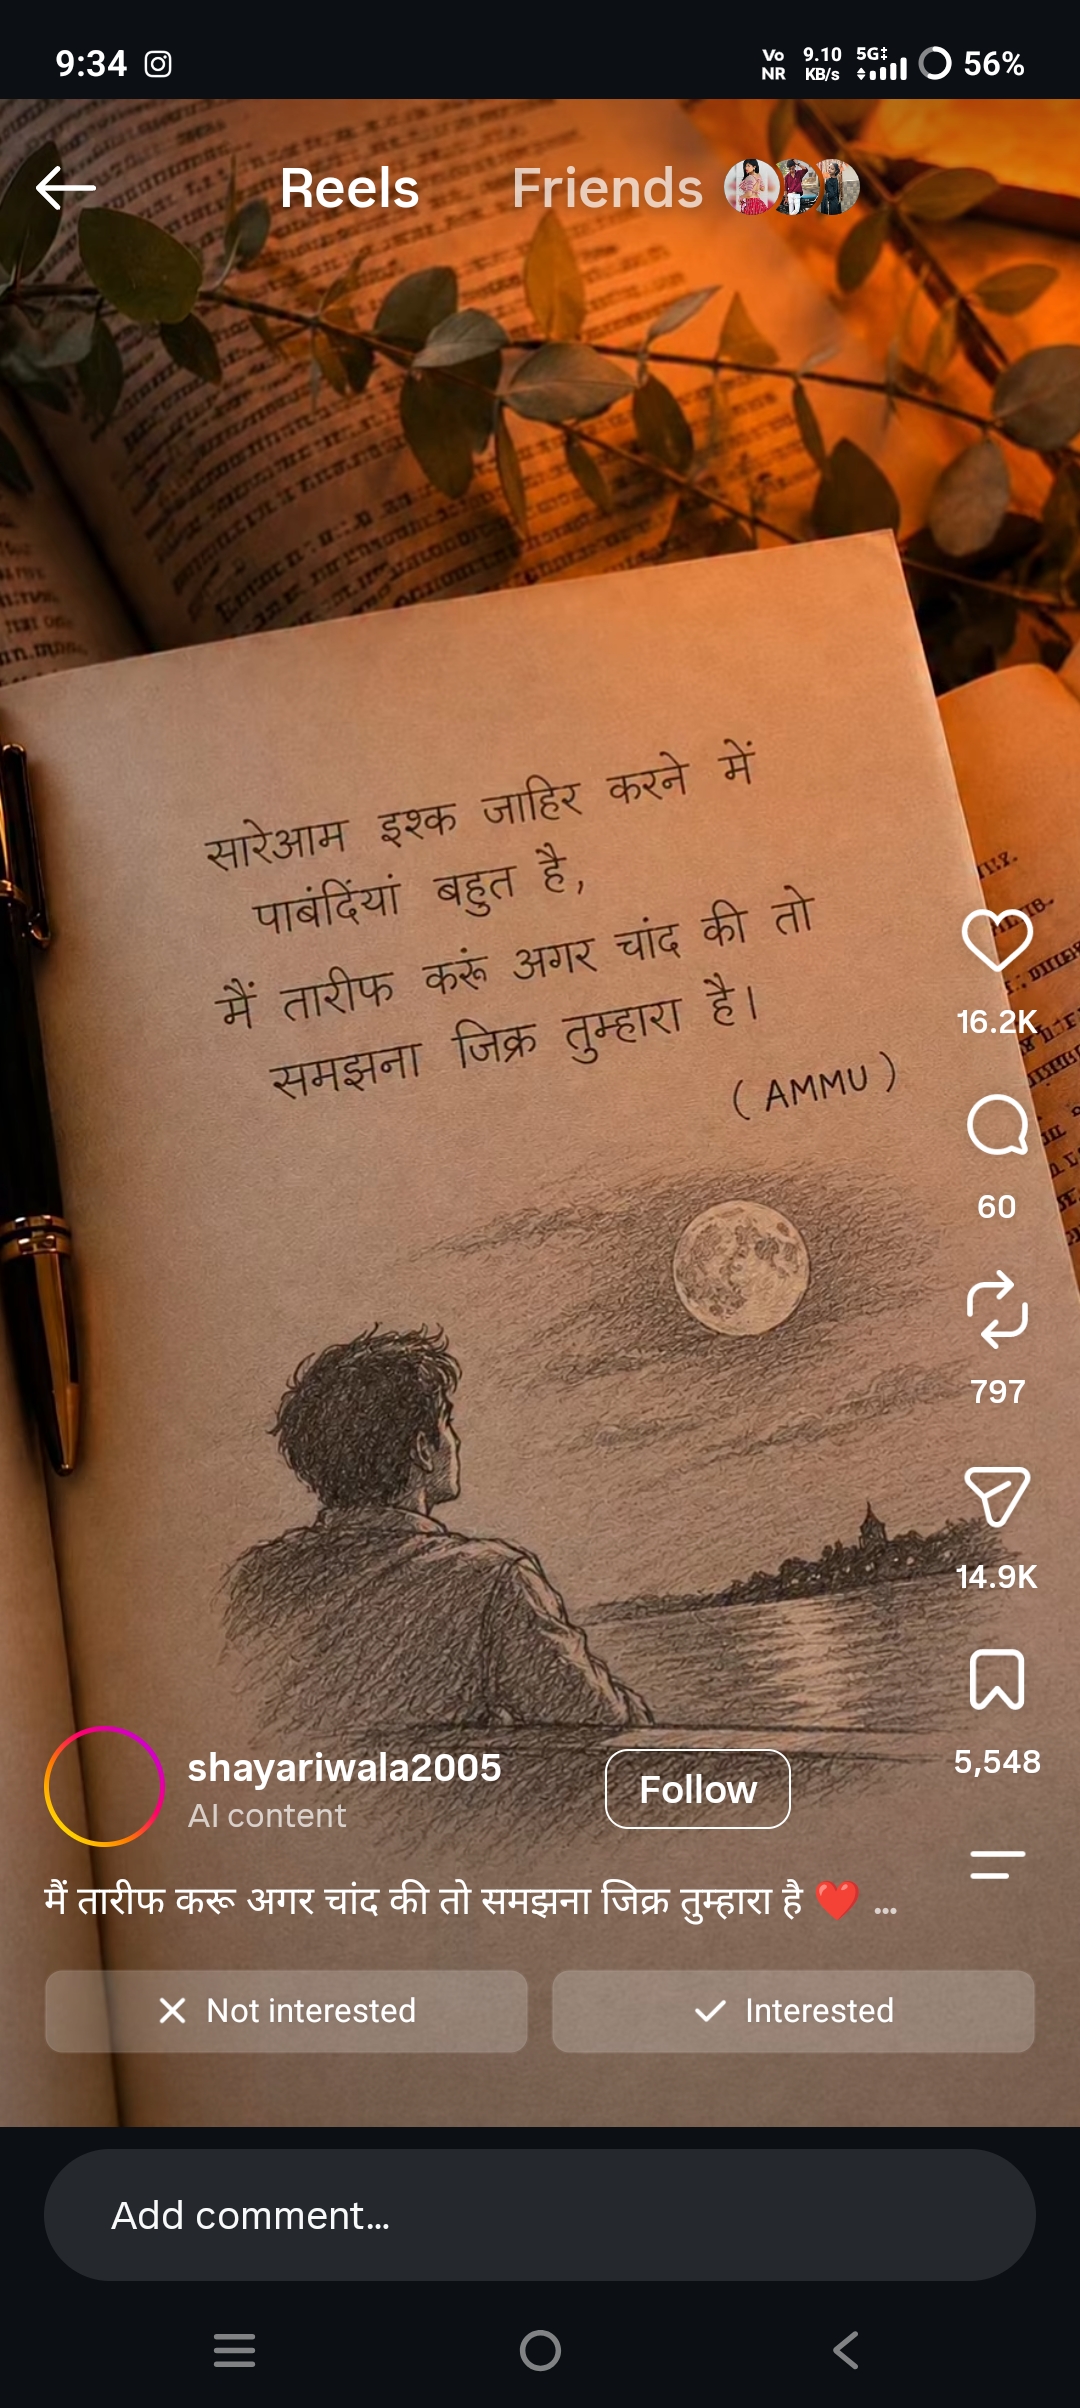 9:34
Vo NR 9.10 KB/s 5G‡ 56%
Reels Friends
सारेआम इश्क जाहिर करने में
पाबंदिंयां बहुत है,
मैं तारीफ करूं अगर चांद की तो
समझना जिक्र तुम्हारा है।
( AMMU )
16.2K
60
797
14.9K
5,548
shayariwala2005
AI content
Follow
मैं तारीफ करू अगर चांद की तो समझना जिक्र तुम्हारा है ❤️ ...
Not interested
Interested
Add comment...